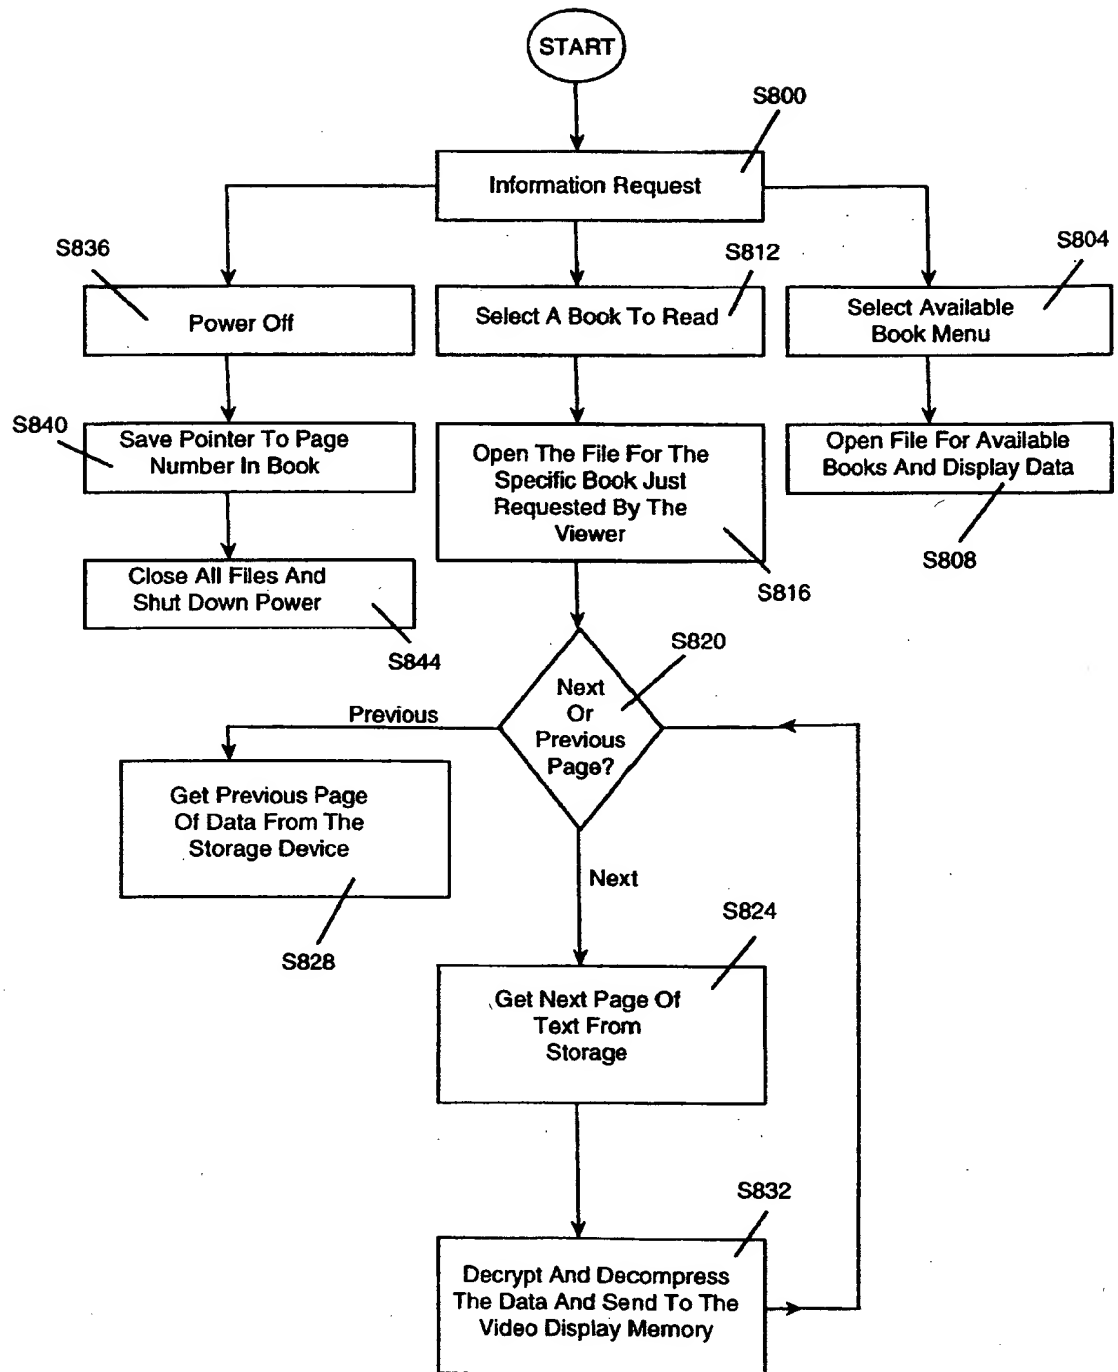 START
S800
Information Request
S836
Power Off
S812
Select A Book To Read
S804
Select Available
Book Menu
S840
Save Pointer To Page
Number In Book
Open The File For The
Specific Book Just
Requested By The
Viewer
S816
Open File For Available
Books And Display Data
S808
Close All Files And
Shut Down Power
S844
S820
Next
Or
Previous
Page?
Previous
Get Previous Page
Of Data From The
Storage Device
S828
Next
S824
Get Next Page Of
Text From
Storage
S832
Decrypt And Decompress
The Data And Send To The
Video Display Memory